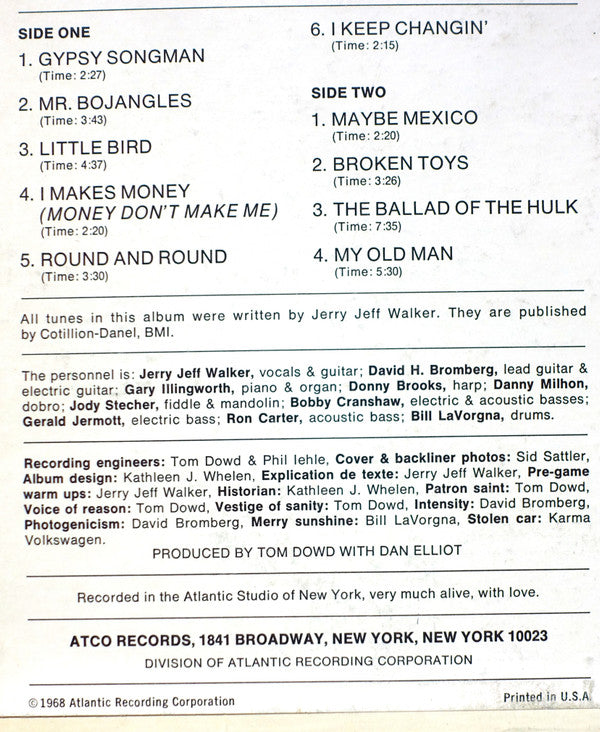 SIDE ONE
1. GYPSY SONGMAN
(Time: 2:27)
2. MR. BOJANGLES
(Time: 3:43)
3. LITTLE BIRD
(Time: 4:37)
4. I MAKES MONEY
(MONEY DON'T MAKE ME)
(Time: 2:20)
5. ROUND AND ROUND
(Time: 3:30)
6. I KEEP CHANGIN'
(Time: 2:15)
SIDE TWO
1. MAYBE MEXICO
(Time: 2:20)
2. BROKEN TOYS
(Time: 3:26)
3. THE BALLAD OF THE HULK
(Time: 7:35)
4. MY OLD MAN
(Time: 5:30)
All tunes in this album were written by Jerry Jeff Walker. They are published
by Cotillion-Danel, BMI.
The personnel is: Jerry Jeff Walker, vocals & guitar; David H. Bromberg, lead guitar &
electric guitar; Gary Illingworth, piano & organ; Donny Brooks, harp; Danny Milhon,
dobro; Jody Stecher, fiddle & mandolin; Bobby Cranshaw, electric & acoustic basses;
Gerald Jermott, electric bass; Ron Carter, acoustic bass; Bill LaVorgna, drums.
Recording engineers: Tom Dowd & Phil Iehle, Cover & backliner photos: Sid Sattler,
Album design: Kathleen J. Whelen, Explication de texte: Jerry Jeff Walker, Pre-game
warm ups: Jerry Jeff Walker, Historian: Kathleen J. Whelen, Patron saint: Tom Dowd,
Voice of reason: Tom Dowd, Vestige of sanity: Tom Dowd, Intensity: David Bromberg,
Photogenicism: David Bromberg, Merry sunshine: Bill LaVorgna, Stolen car: Karma
Volkswagen.
PRODUCED BY TOM DOWD WITH DAN ELLIOT
Recorded in the Atlantic Studio of New York, very much alive, with love.
ATCO RECORDS, 1841 BROADWAY, NEW YORK, NEW YORK 10023
DIVISION OF ATLANTIC RECORDING CORPORATION
©1968 Atlantic Recording Corporation
Printed in U.S.A.